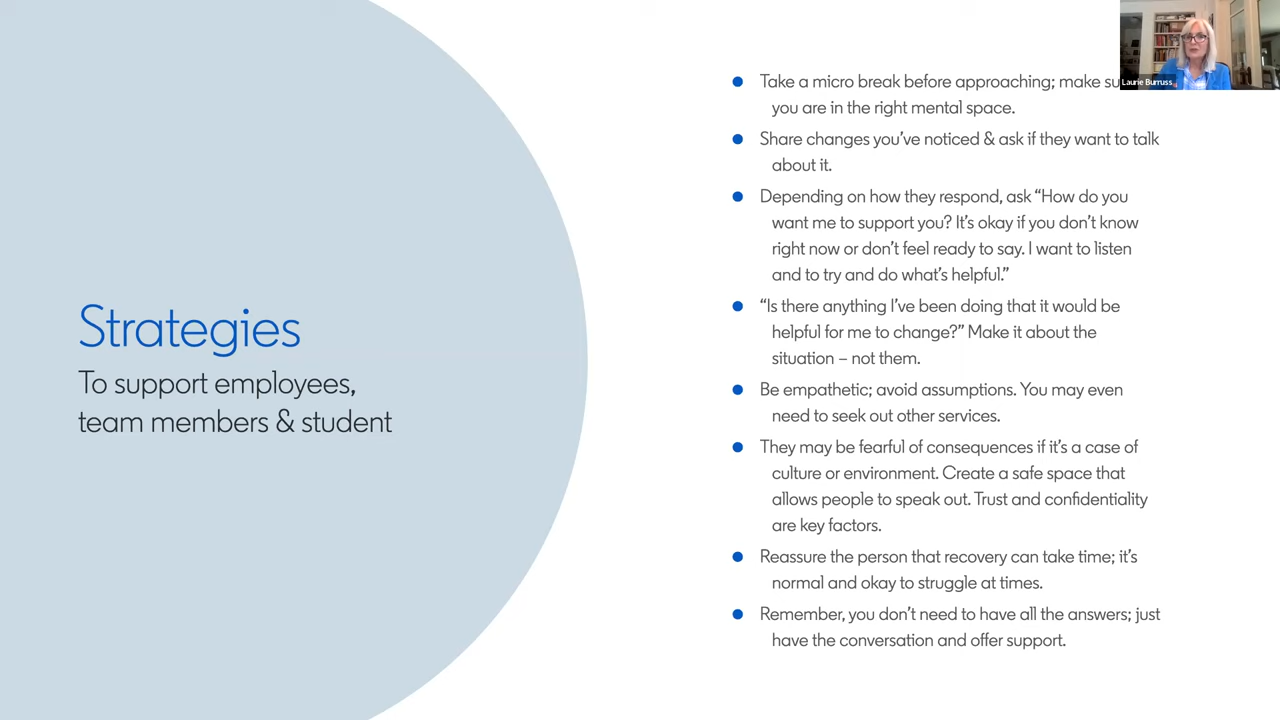 Laurie Burruss
Strategies
To support employees,
team members & student
Take a micro break before approaching; make
you are in the right mental space.
Share changes you've noticed & ask if they want to talk
about it.
Depending on how they respond, ask “How do you
want me to support you? It's okay if you don't know
right now or don't feel ready to say. I want to listen
and to try and do what's helpful.”
“Is there anything I've been doing that it would be
helpful for me to change?” Make it about the
situation – not them.
Be empathetic; avoid assumptions. You may even
need to seek out other services.
They may be fearful of consequences if it's a case of
culture or environment. Create a safe space that
allows people to speak out. Trust and confidentiality
are key factors.
Reassure the person that recovery can take time; it's
normal and okay to struggle at times.
Remember, you don't need to have all the answers; just
have the conversation and offer support.